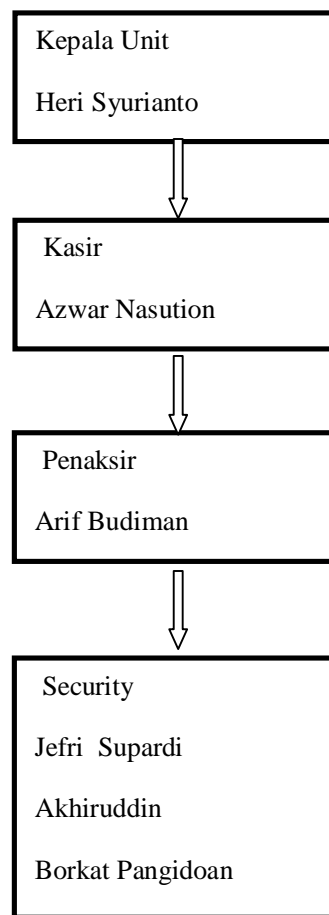 Kepala Unit
Heri Syurianto
Kasir
Azwar Nasution
Penaksir
Arif Budiman
Security
Jefri Supardi
Akhiruddin
Borkat Pangidoan